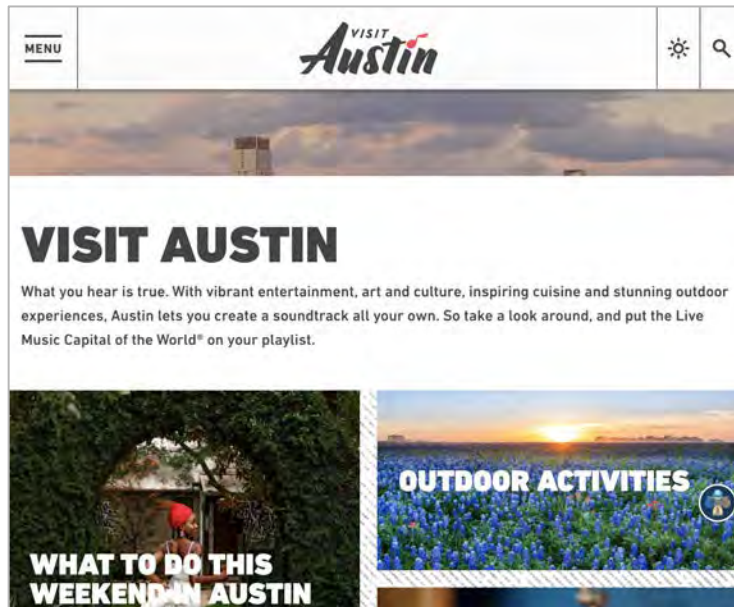 MENU
VISIT
Austin
VISIT AUSTIN
What you hear is true. With vibrant entertainment, art and culture, inspiring cuisine and stunning outdoor
experiences, Austin lets you create a soundtrack all your own. So take a look around, and put the Live
Music Capital of the World® on your playlist.
OUTDOOR ACTIVITIES
WHAT TO DO THIS
WEEKEND IN AUSTIN